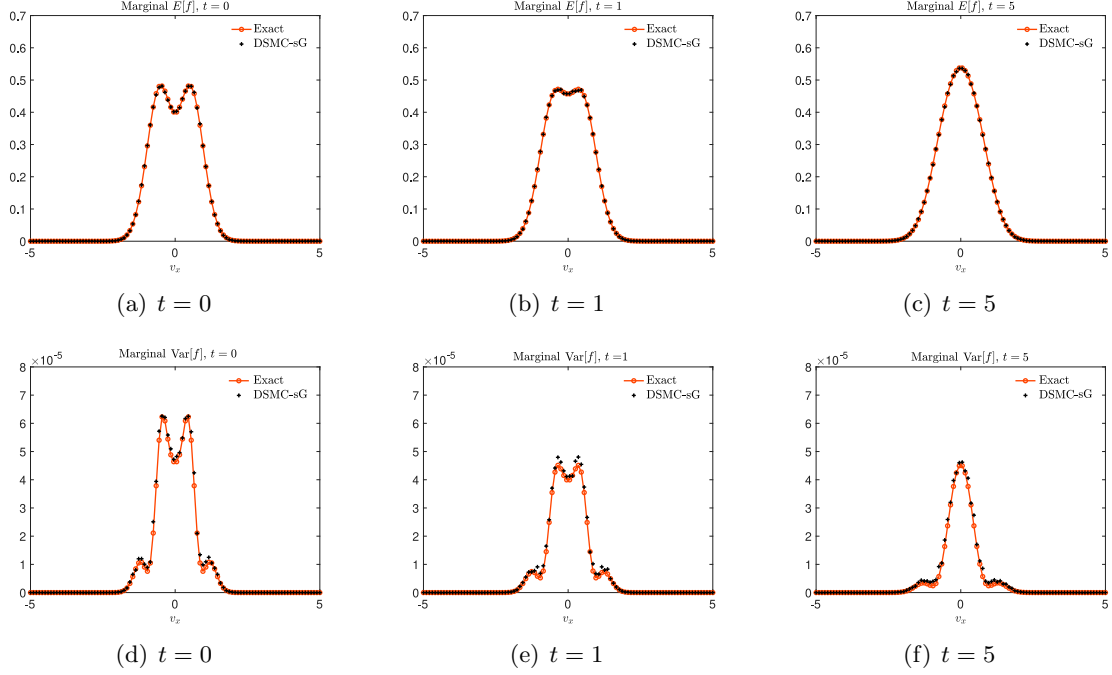 Marginal E[f], t = 0
0.7
0.6
0.5
0.4
0.3
0.2
0.1
0
-5
0
5
v_x
Exact
DSMC-sG
(a) t = 0
Marginal E[f], t = 1
0.7
0.6
0.5
0.4
0.3
0.2
0.1
0
-5
0
5
v_x
Exact
DSMC-sG
(b) t = 1
Marginal E[f], t = 5
0.7
0.6
0.5
0.4
0.3
0.2
0.1
0
-5
0
5
v_x
Exact
DSMC-sG
(c) t = 5
Marginal Var[f], t = 0
×10⁻⁵
8
7
6
5
4
3
2
1
0
-5
0
5
v_x
Exact
DSMC-sG
(d) t = 0
Marginal Var[f], t =1
×10⁻⁵
8
7
6
5
4
3
2
1
0
-5
0
5
v_x
Exact
DSMC-sG
(e) t = 1
Marginal Var[f], t = 5
×10⁻⁵
8
7
6
5
4
3
2
1
0
-5
0
5
v_x
Exact
DSMC-sG
(f) t = 5